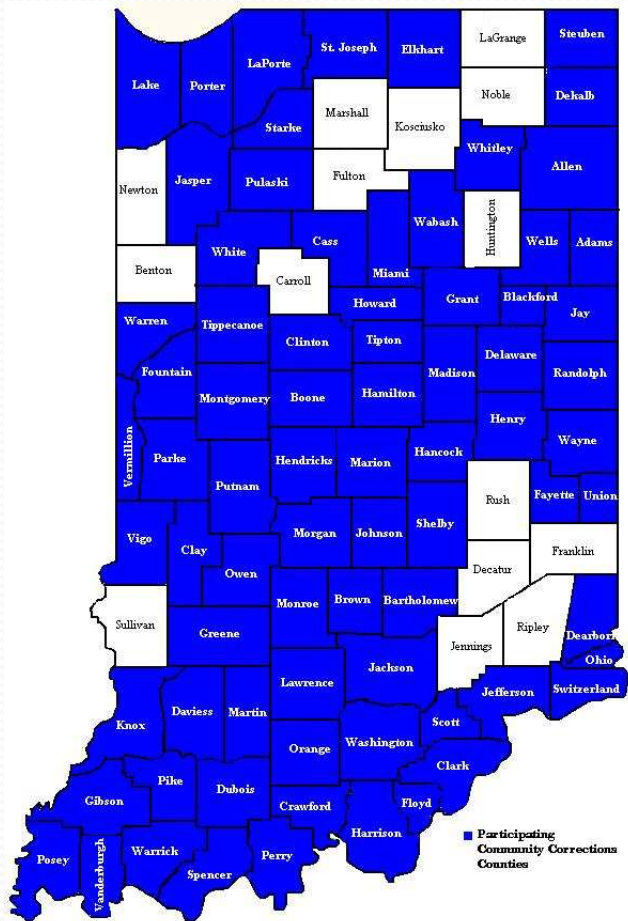 St. Joseph
Elkhart
LaGrange
Steuben
LaPorte
Lake
Porter
Noble
Dekalb
Marshall
Kosciusko
Starke
Whitley
Allen
Newton
Jasper
Pulaski
Fulton
Wabash
Huntington
Wells
Adams
White
Cass
Miami
Benton
Carroll
Howard
Grant
Blackford
Jay
Warren
Tippecanoe
Clinton
Tipton
Delaware
Fountain
Madison
Randolph
Montgomery
Boone
Hamilton
Henry
Vermillion
Parke
Hendricks
Marion
Hancock
Wayne
Putnam
Rush
Fayette
Union
Vigo
Clay
Morgan
Johnson
Shelby
Franklin
Owen
Decatur
Monroe
Brown
Bartholomew
Sullivan
Greene
Jennings
Ripley
Dearborn
Ohio
Jackson
Lawrence
Jefferson
Switzerland
Knox
Daviess
Martin
Scott
Washington
Orange
Clark
Pike
Dubois
Gibson
Crawford
Floyd
Harrison
Posey
Vanderburgh
Warrick
Spencer
Perry
Participating
Community Corrections
Counties